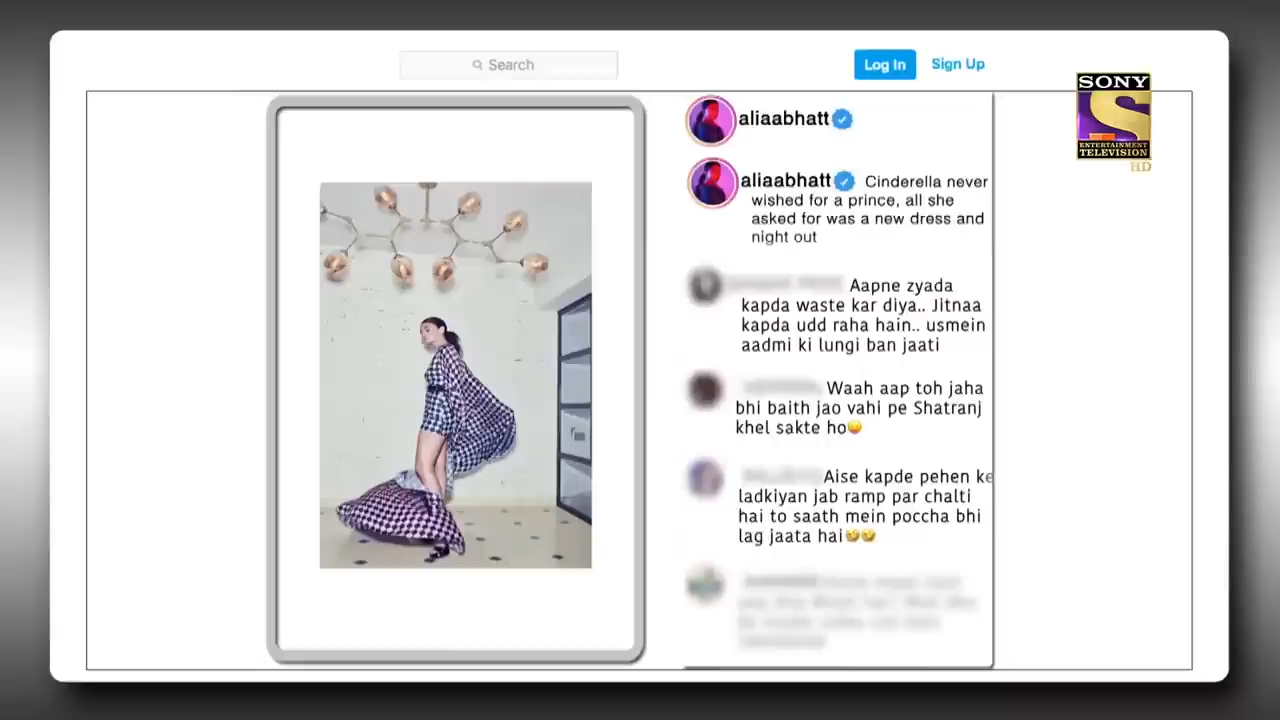 Search
Log In
Sign Up
SONY
S
ENTERTAINMENT
TELEVISION
HD
aliaabhatt
aliaabhatt Cinderella never
wished for a prince, all she
asked for was a new dress and
night out
Aapne zyada
kapda waste kar diya.. Jitnaa
kapda udd raha hain.. usmein
aadmi ki lungi ban jaati
Waah aap toh jaha
bhi baith jao vahi pe Shatranj
khel sakte ho😜
Aise kapde pehen ke
ladkiyan jab ramp par chalti
hai to saath mein poccha bhi
lag jaata hai🤣🤣